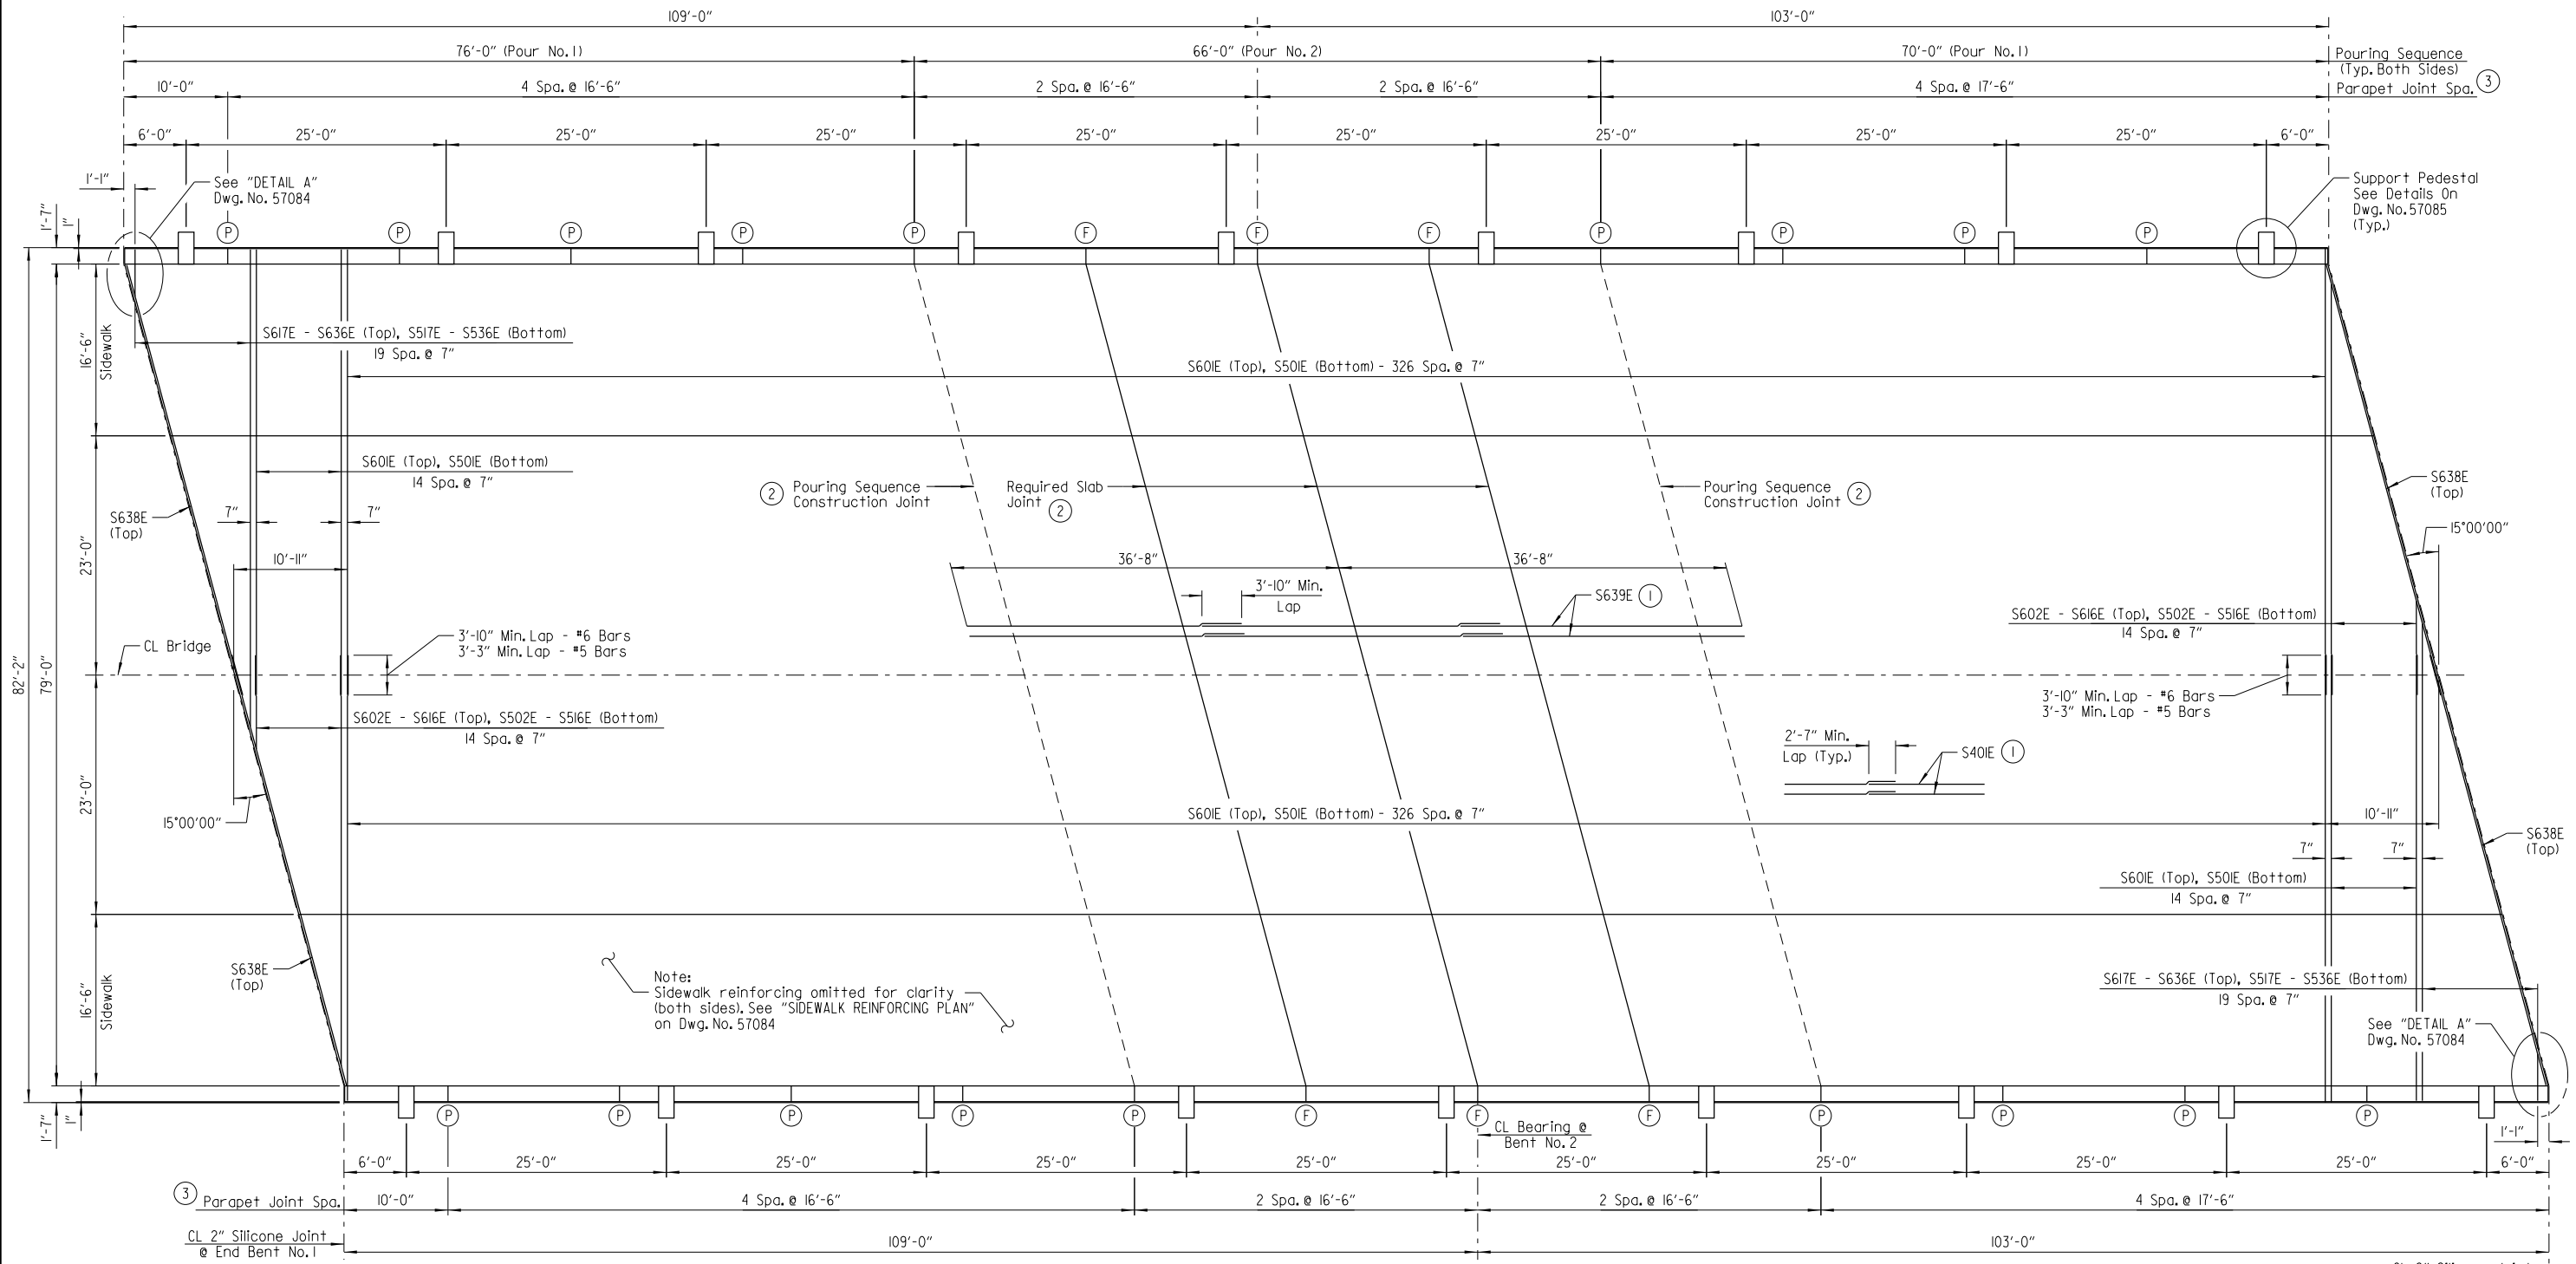 109'-0"
103'-0"
76'-0" (Pour No.1)
66'-0" (Pour No.2)
70'-0" (Pour No.1)
Pouring Sequence
(Typ. Both Sides)
10'-0"
4 Spa. @ 16'-6"
2 Spa. @ 16'-6"
2 Spa. @ 16'-6"
4 Spa. @ 17'-6"
Parapet Joint Spa. 3
6'-0"
25'-0"
25'-0"
25'-0"
25'-0"
25'-0"
25'-0"
25'-0"
25'-0"
6'-0"
1'-1"
See "DETAIL A"
Dwg. No. 57084
Support Pedestal
See Details On
Dwg. No. 57085
(Typ.)
1'-7"
1"
P
P
P
P
P
F
F
F
P
P
P
P
S617E - S636E (Top), S517E - S536E (Bottom)
19 Spa. @ 7"
16'-6"
Sidewalk
S601E (Top), S501E (Bottom) - 326 Spa. @ 7"
S601E (Top), S501E (Bottom)
14 Spa. @ 7"
2 Pouring Sequence
Construction Joint
Required Slab
Joint 2
Pouring Sequence
Construction Joint 2
S638E
(Top)
S638E
(Top)
7"
7"
15°00'00"
23'-0"
10'-11"
36'-8"
36'-8"
3'-10" Min.
Lap
S639E 1
S602E - S616E (Top), S502E - S516E (Bottom)
14 Spa. @ 7"
3'-10" Min. Lap - #6 Bars
3'-3" Min. Lap - #5 Bars
CL Bridge
82'-2"
79'-0"
3'-10" Min. Lap - #6 Bars
3'-3" Min. Lap - #5 Bars
S602E - S616E (Top), S502E - S516E (Bottom)
14 Spa. @ 7"
2'-7" Min.
Lap (Typ.)
S401E 1
23'-0"
15°00'00"
S601E (Top), S501E (Bottom) - 326 Spa. @ 7"
10'-11"
S638E
(Top)
7"
7"
S601E (Top), S501E (Bottom)
14 Spa. @ 7"
S638E
(Top)
16'-6"
Sidewalk
Note:
Sidewalk reinforcing omitted for clarity
(both sides). See "SIDEWALK REINFORCING PLAN"
on Dwg. No. 57084
S617E - S636E (Top), S517E - S536E (Bottom)
19 Spa. @ 7"
See "DETAIL A"
Dwg. No. 57084
1'-7"
1"
P
P
P
P
P
F
F
F
P
P
P
P
CL Bearing @
Bent No. 2
1'-1"
6'-0"
25'-0"
25'-0"
25'-0"
25'-0"
25'-0"
25'-0"
25'-0"
25'-0"
6'-0"
3 Parapet Joint Spa.
10'-0"
4 Spa. @ 16'-6"
2 Spa. @ 16'-6"
2 Spa. @ 16'-6"
4 Spa. @ 17'-6"
CL 2" Silicone Joint
@ End Bent No. 1
109'-0"
103'-0"